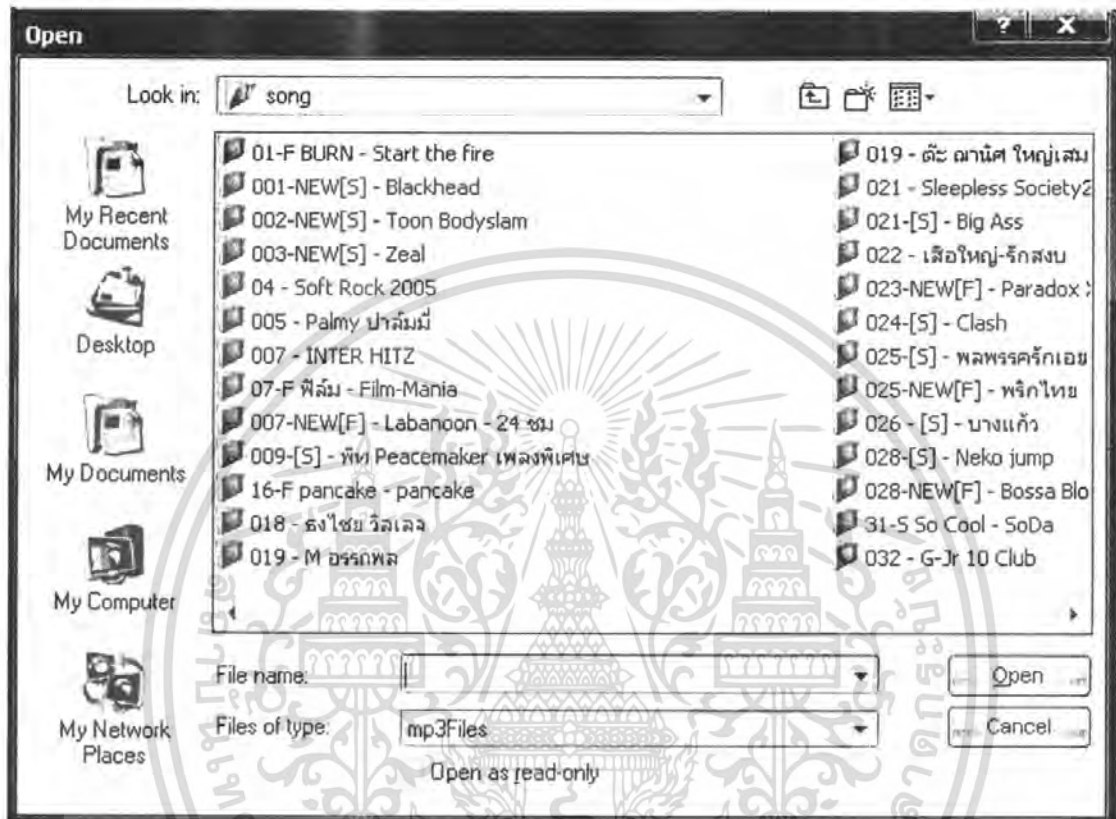 Open
Look in: song
My Recent
Documents
Desktop
My Documents
My Computer
My Network
Places
01-F BURN - Start the fire
001-NEW[S] - Blackhead
002-NEW[S] - Toon Bodyslam
003-NEW[S] - Zeal
04 - Soft Rock 2005
005 - Palmy ปาล์มมี่
007 - INTER HITZ
07-F ฟิล์ม - Film-Mania
007-NEW[F] - Labanoon - 24 ชม
009-[S] - พีท Peacemaker เพลงพิเศษ
16-F pancake - pancake
018 - ธงไชย วิลเลจ
019 - M อรรถพล
019 - ต๊ะ ฌานิศ ใหญ่เสม
021 - Sleepless Society2
021-[S] - Big Ass
022 - เสือใหญ่-รักสงบ
023-NEW[F] - Paradox
024-[S] - Clash
025-[S] - พลพรรครักเอย
025-NEW[F] - พริกไทย
026 - [S] - บางแก้ว
028-[S] - Neko jump
028-NEW[F] - Bossa Blo
31-S So Cool - SoDa
032 - G-Jr 10 Club
File name:
Open
Files of type: mp3Files
Cancel
Open as read-only